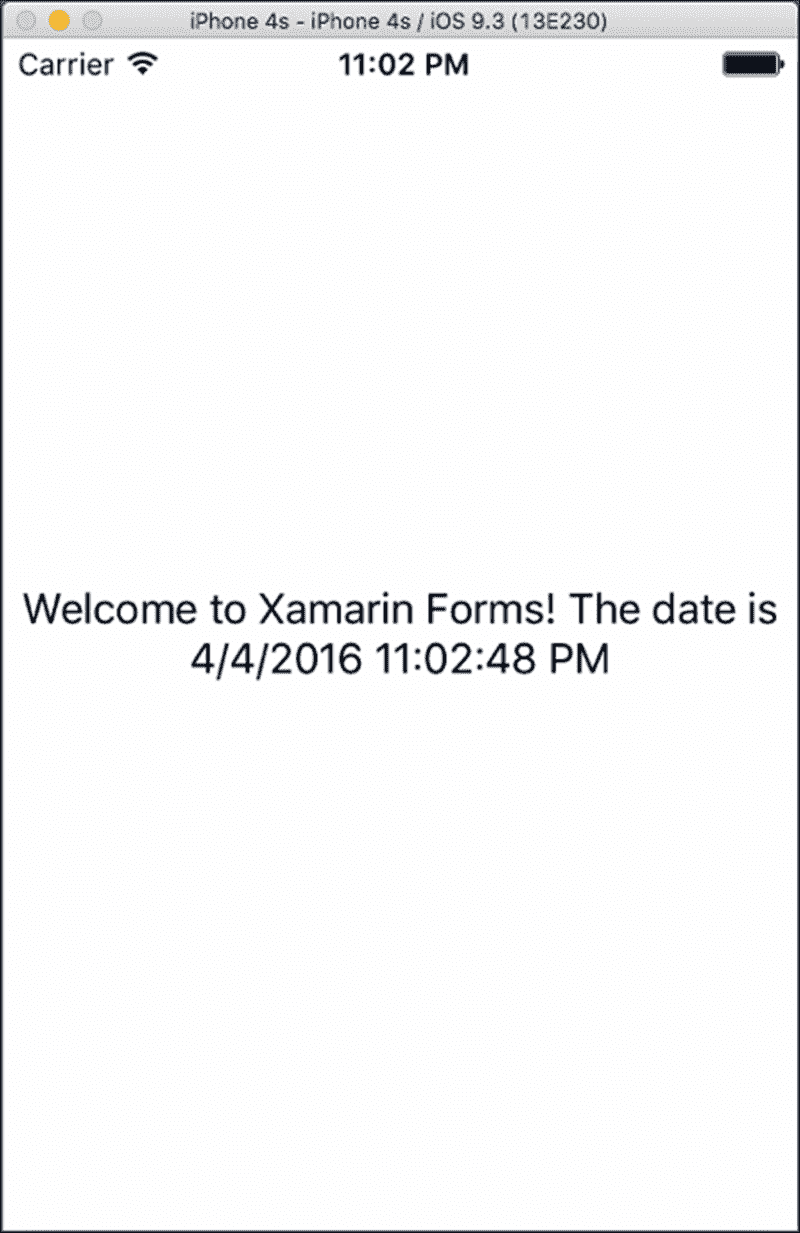 iPhone 4s - iPhone 4s / iOS 9.3 (13E230)
Carrier 11:02 PM
Welcome to Xamarin Forms! The date is
4/4/2016 11:02:48 PM